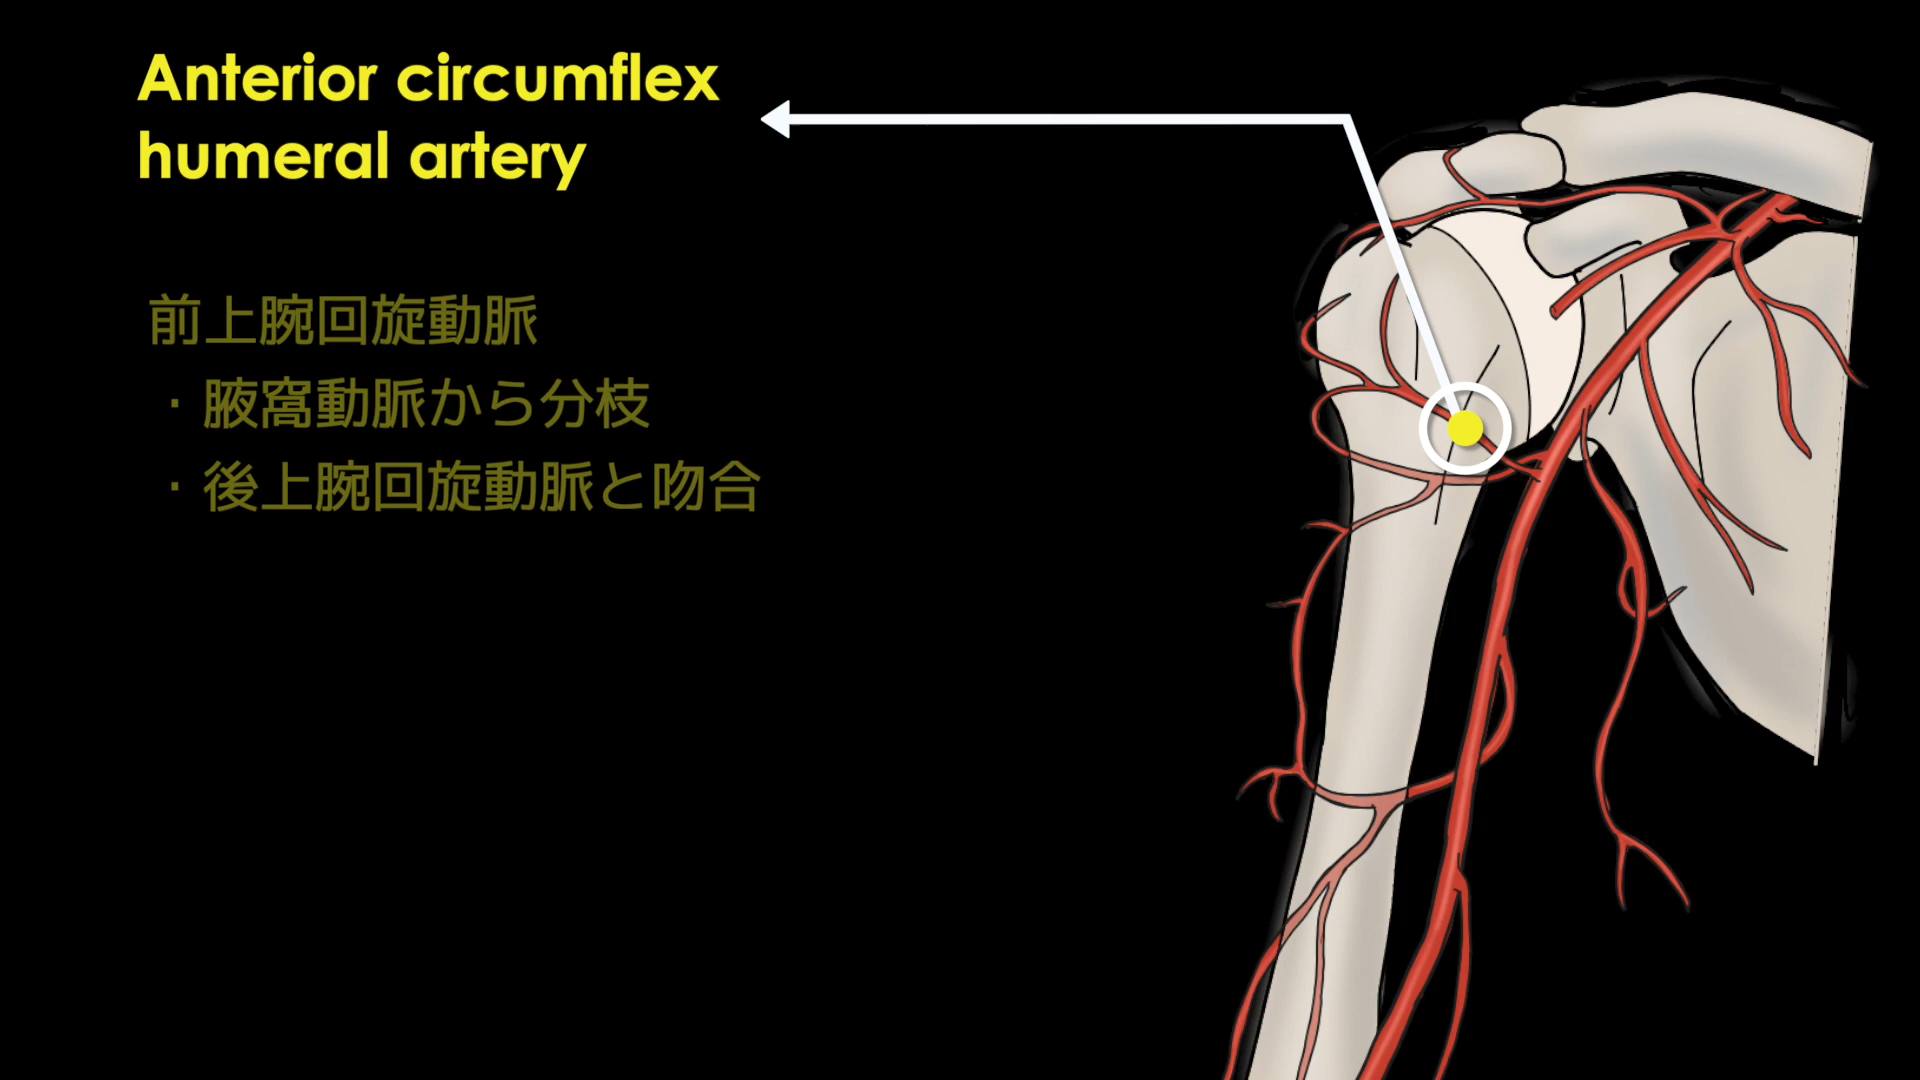 Anterior circumflex
humeral artery
前上腕回旋動脈
・腋窩動脈から分枝
・後上腕回旋動脈と吻合